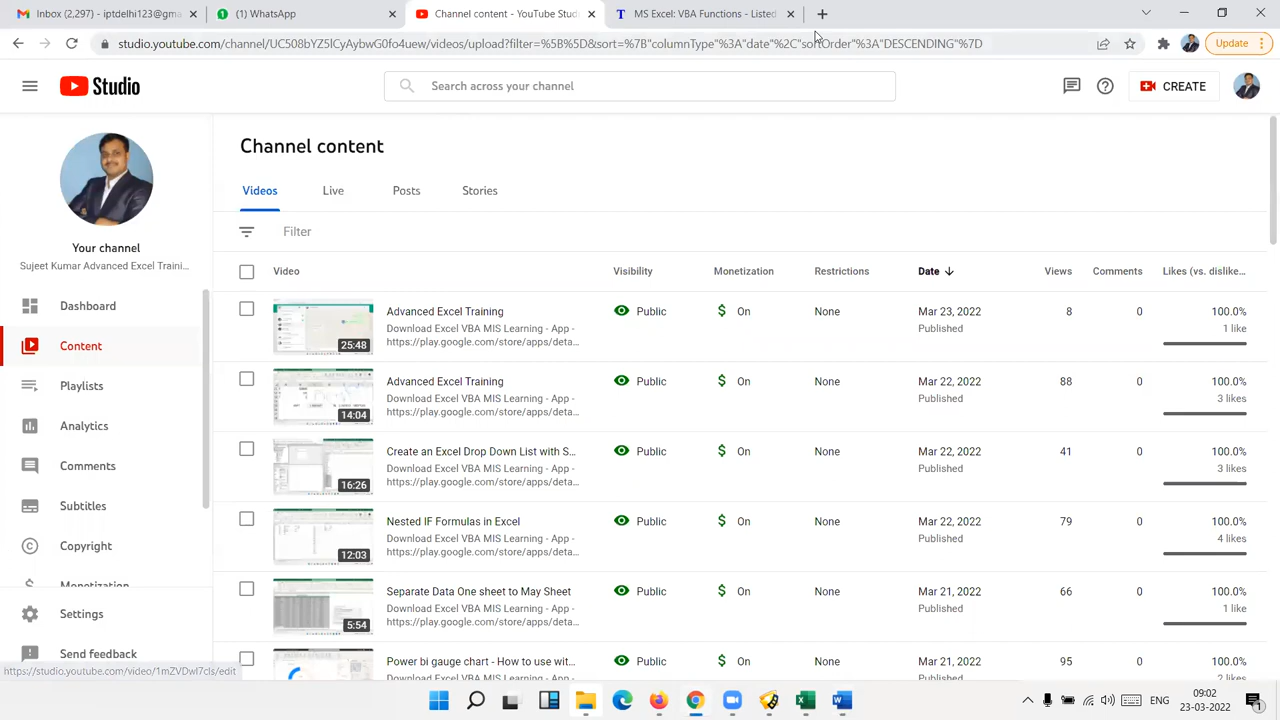 Inbox (2,297) - iptdelhi123@gm
(1) WhatsApp
Channel content - YouTube Stud
MS Excel: VBA Functions - Listed
studio.youtube.com/channel/UC508bYZ5lCyAybwG0fo4uew/videos/upload?filter=%5B%5D&sort=%7B"columnType"%3A"date"%2C"sortOrder"%3A"DESCENDING"%7D
Update
Studio
Search across your channel
CREATE
Your channel
Sujeet Kumar Advanced Excel Traini...
Dashboard
Content
Playlists
Analytics
Comments
Subtitles
Copyright
Monetization
Settings
Send feedback
Channel content
Videos Live Posts Stories
Filter
Video Visibility Monetization Restrictions Date Views Comments Likes (vs. dislike...
Advanced Excel Training Public On None Mar 23, 2022 8 0 100.0%
Download Excel VBA MIS Learning - App - Published 1 like
https://play.google.com/store/apps/deta...
25:48
Advanced Excel Training Public On None Mar 22, 2022 88 0 100.0%
Download Excel VBA MIS Learning - App - Published 3 likes
https://play.google.com/store/apps/deta...
14:04
Create an Excel Drop Down List with S... Public On None Mar 22, 2022 41 0 100.0%
Download Excel VBA MIS Learning - App - Published 3 likes
https://play.google.com/store/apps/deta...
16:26
Nested IF Formulas in Excel Public On None Mar 22, 2022 79 0 100.0%
Download Excel VBA MIS Learning - App - Published 4 likes
https://play.google.com/store/apps/deta...
12:03
Separate Data One sheet to May Sheet Public On None Mar 21, 2022 66 0 100.0%
Download Excel VBA MIS Learning - App - Published 1 like
https://play.google.com/store/apps/deta...
5:54
Power bi gauge chart - How to use wit... Public On None Mar 21, 2022 95 0 100.0%
Download Excel VBA MIS Learning - App - Published 2 likes
https://studio.youtube.com/video/1mZVDwI7cIs/edit
ENG
09:02
23-03-2022